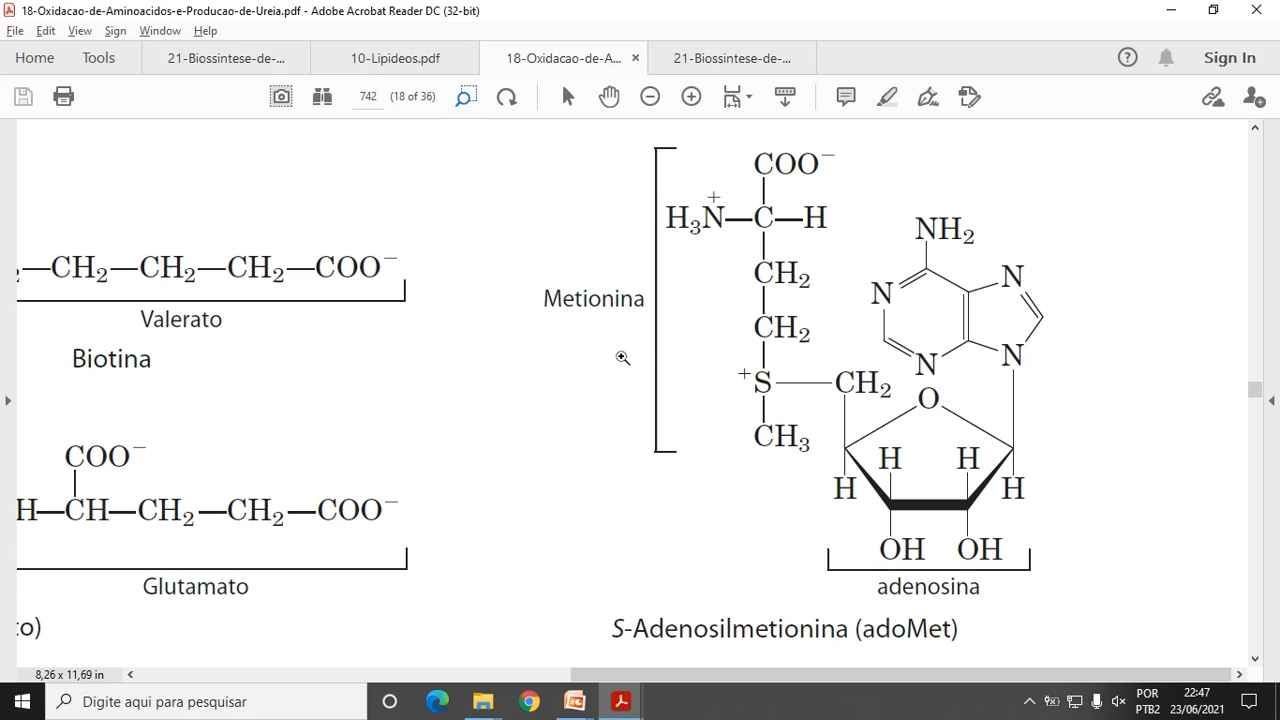 18-Oxidacao-de-Aminoacidos-e-Producao-de-Ureia.pdf - Adobe Acrobat Reader DC (32-bit)
File Edit View Sign Window Help
Home Tools 21-Biossintese-de-... 10-Lipideos.pdf 18-Oxidacao-de-A... × 21-Biossintese-de-... Sign In
742 (18 of 36)
COO⁻
H₃N⁺—C—H
CH₂
CH₂
⁺S—CH₂
CH₃
Metionina
NH₂
N N
N N
O
H H
H H
OH OH
adenosina
S-Adenosilmetionina (adoMet)
₂—CH₂—CH₂—CH₂—COO⁻
Valerato
Biotina
COO⁻
H—CH—CH₂—CH₂—COO⁻
Glutamato
co)
8,26 x 11,69 in
Digite aqui para pesquisar
POR
PTB2
22:47
23/06/2021